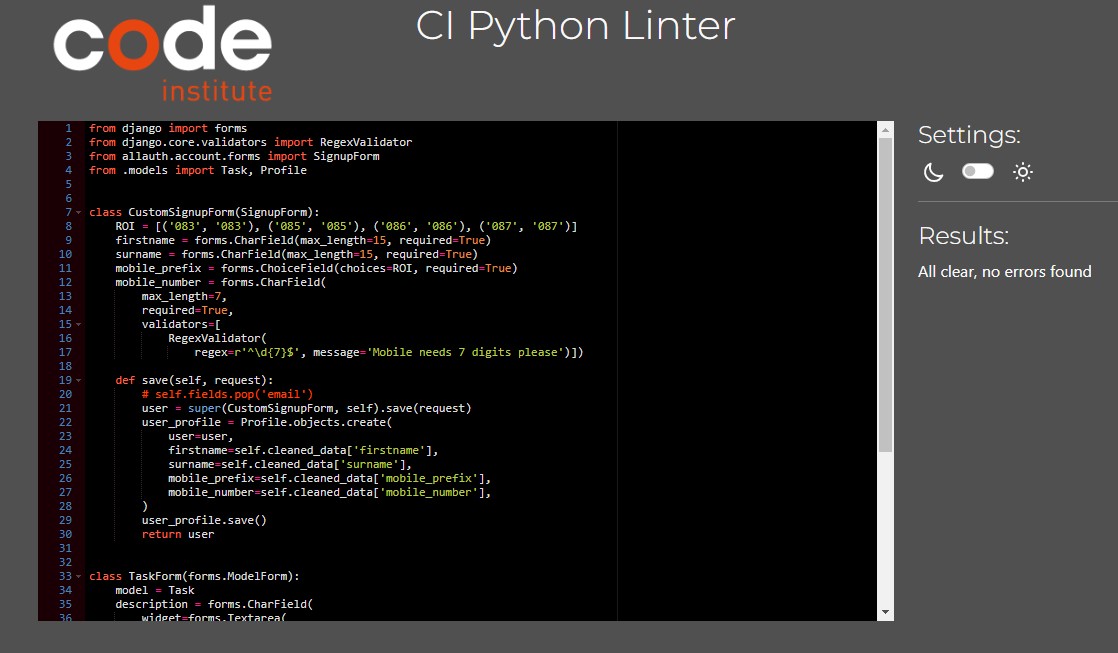 code
institute
CI Python Linter
1 from django import forms
2 from django.core.validators import RegexValidator
3 from allauth.account.forms import SignupForm
4 from .models import Task, Profile
5
6
7 class CustomSignupForm(SignupForm):
8     ROI = [('083', '083'), ('085', '085'), ('086', '086'), ('087', '087')]
9     firstname = forms.CharField(max_length=15, required=True)
10     surname = forms.CharField(max_length=15, required=True)
11     mobile_prefix = forms.ChoiceField(choices=ROI, required=True)
12     mobile_number = forms.CharField(
13         max_length=7,
14         required=True,
15         validators=[
16             RegexValidator(
17                 regex=r'^\d{7}$', message='Mobile needs 7 digits please')])
18
19     def save(self, request):
20         # self.fields.pop('email')
21         user = super(CustomSignupForm, self).save(request)
22         user_profile = Profile.objects.create(
23             user=user,
24             firstname=self.cleaned_data['firstname'],
25             surname=self.cleaned_data['surname'],
26             mobile_prefix=self.cleaned_data['mobile_prefix'],
27             mobile_number=self.cleaned_data['mobile_number'],
28         )
29         user_profile.save()
30         return user
31
32
33 class TaskForm(forms.ModelForm):
34     model = Task
35     description = forms.CharField(
36         widget=forms.Textarea(
Settings:
Results:
All clear, no errors found